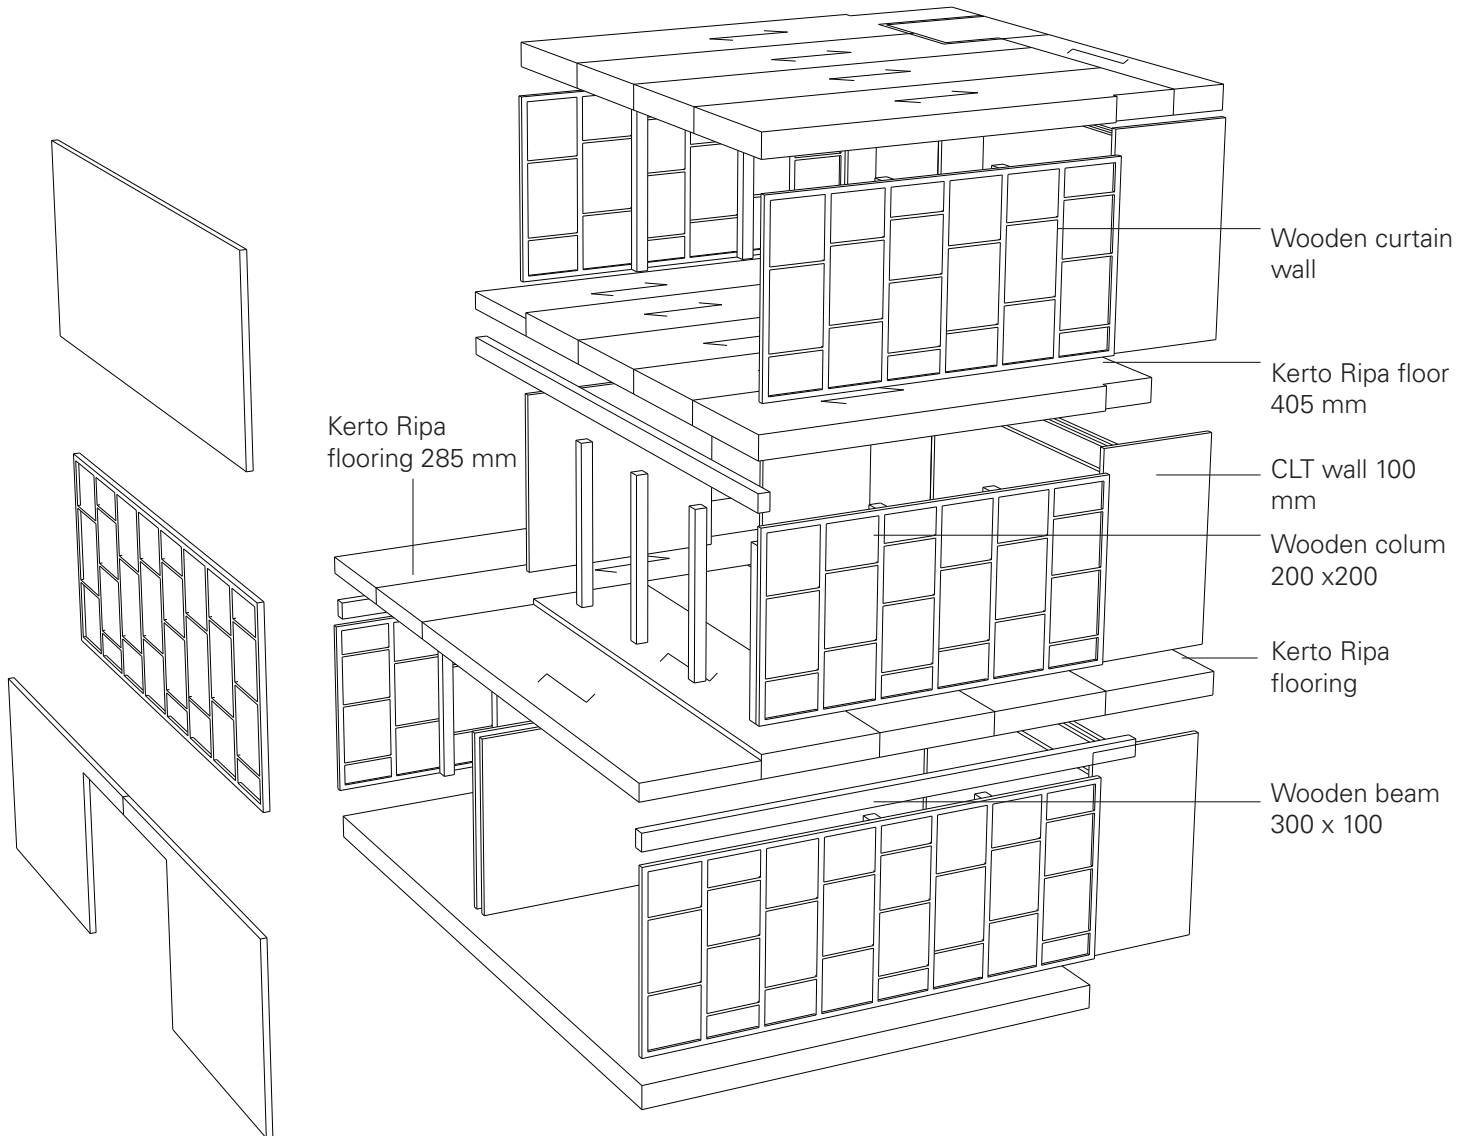 Wooden curtain
wall
Kerto Ripa floor
405 mm
Kerto Ripa
flooring 285 mm
CLT wall 100
mm
Wooden colum
200 x200
Kerto Ripa
flooring
Wooden beam
300 x 100